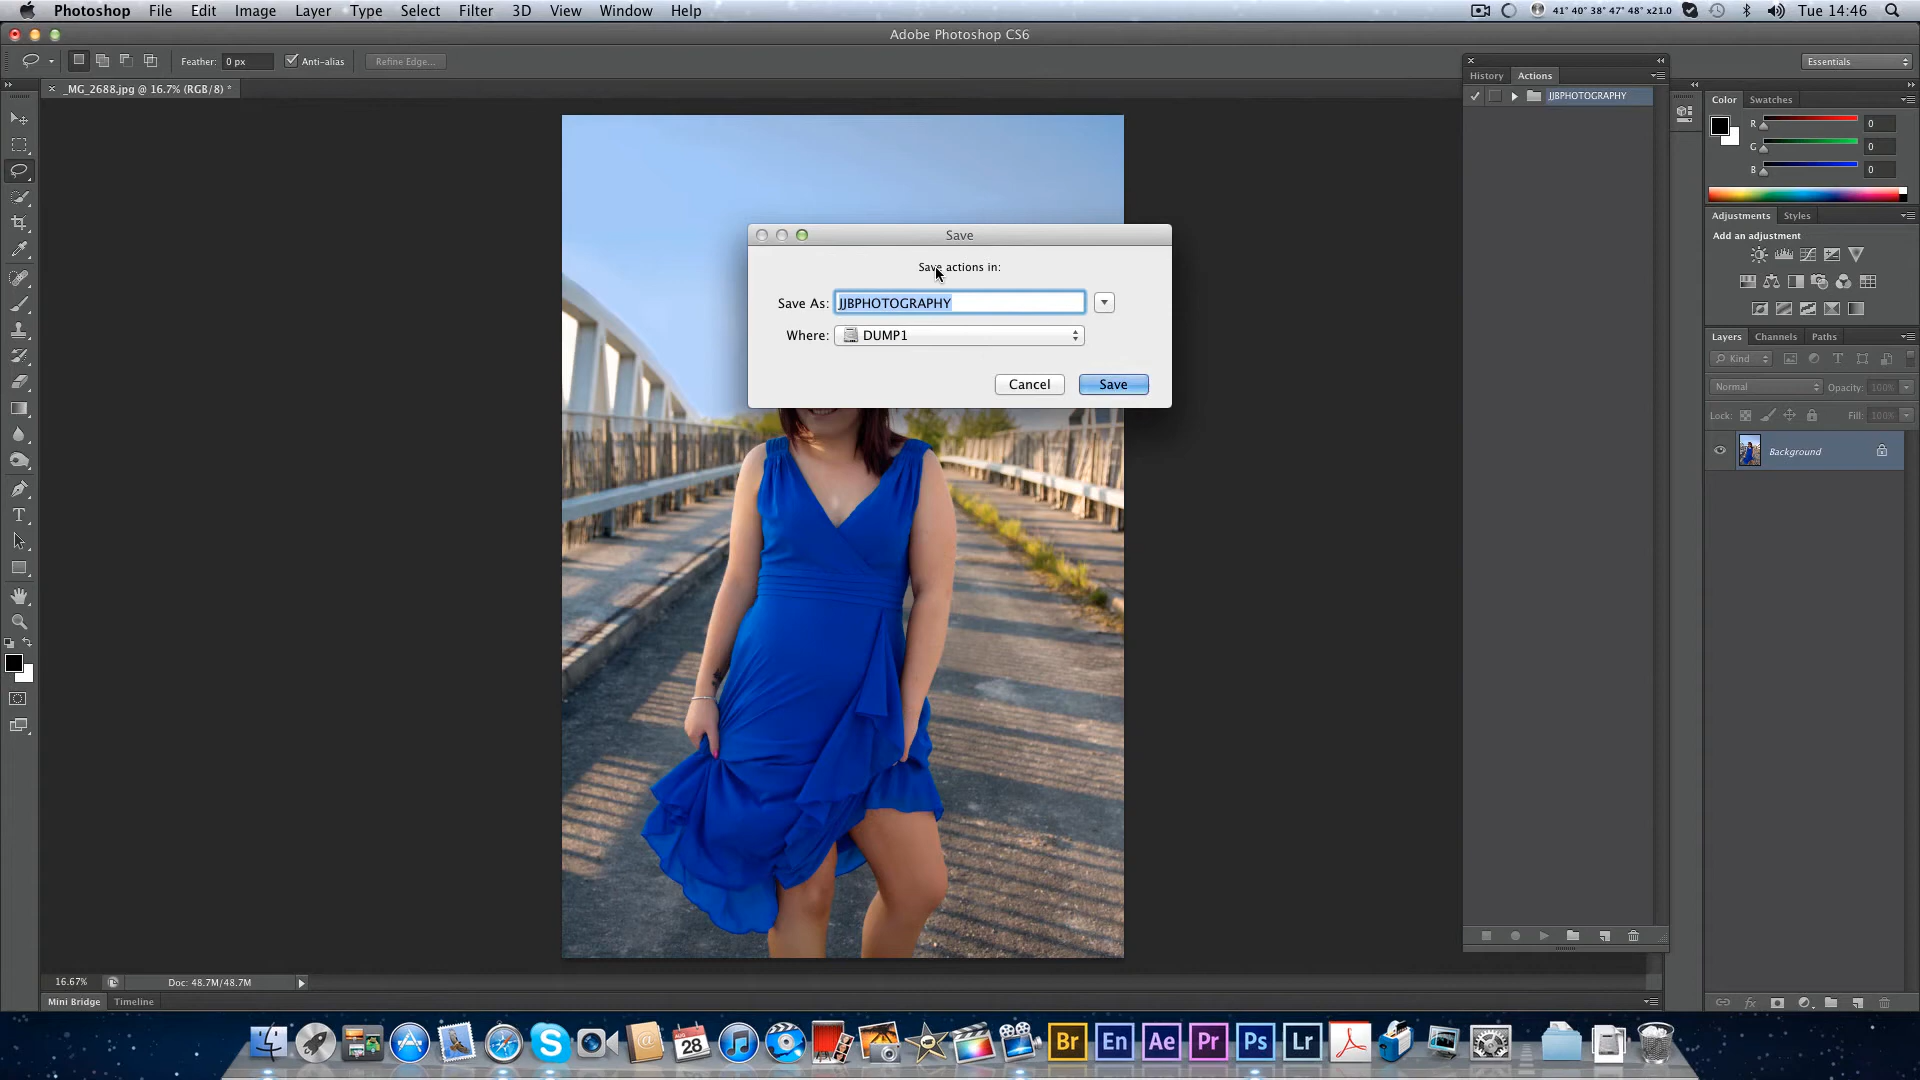 Photoshop File Edit Image Layer Type Select Filter 3D View Window Help 41° 40° 38° 47° 48° x21.0 Tue 14:46
Adobe Photoshop CS6
Feather: 0 px Anti-alias Refine Edge... Essentials
_MG_2688.jpg @ 16.7% (RGB/8) *
History Actions
JJBPHOTOGRAPHY
Color Swatches
R 0
G 0
B 0
Adjustments Styles
Add an adjustment
Save
Save actions in:
Save As: JJBPHOTOGRAPHY
Where: DUMP1
Cancel Save
Layers Channels Paths
Kind
Normal Opacity: 100%
Lock: Fill: 100%
Background
16.67% Doc: 48.7M/48.7M
Mini Bridge Timeline
AUG
28
Br En Ae Pr Ps Lr